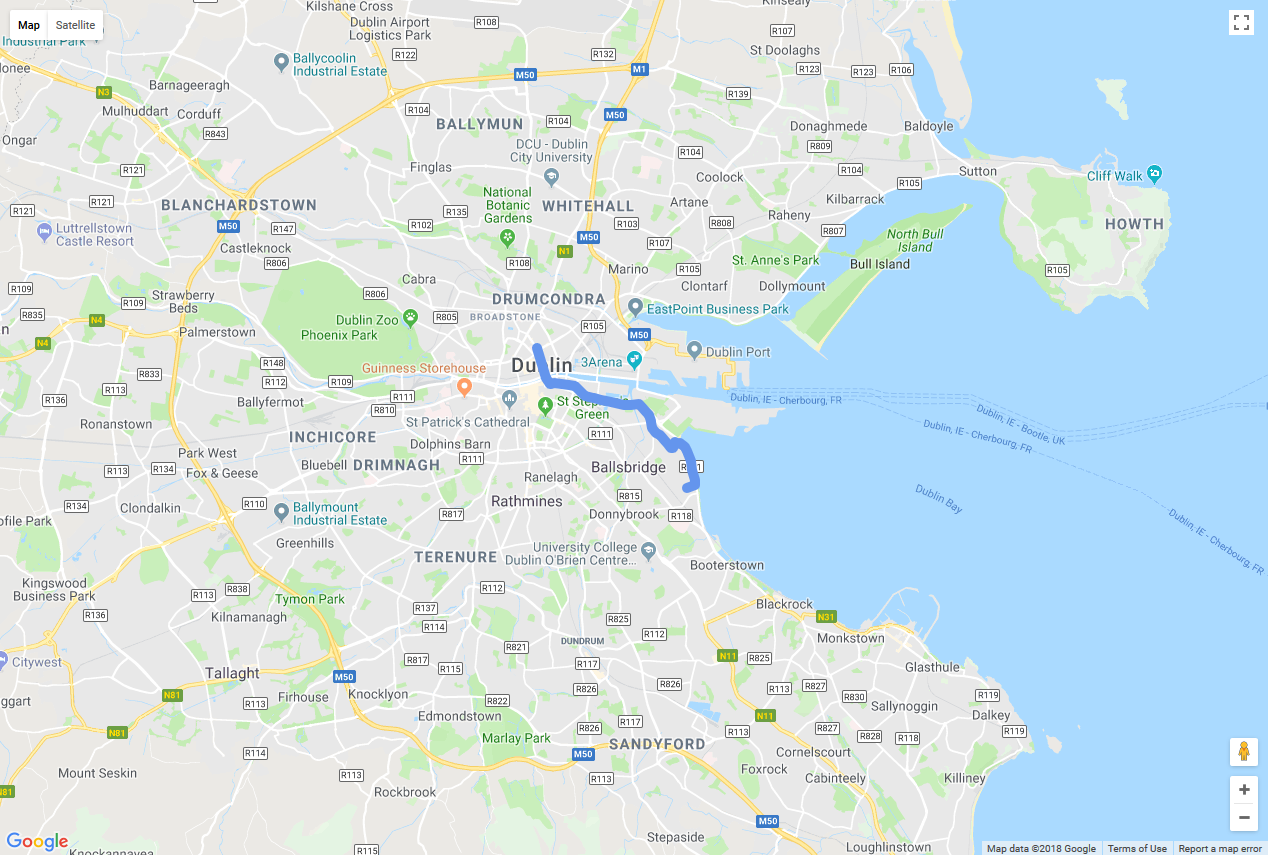 Map
Satellite
Kilshane Cross
Kinsealy
Dublin Airport
Logistics Park
R108
R107
St Doolaghs
Industrial Park
Ballycoolin
Industrial Estate
R122
R132
M50
M1
R123
R123
R106
Barnageeragh
N3
R139
Mulhuddart
Corduff
R104
M50
BALLYMUN
R104
Donaghmede
Baldoyle
Ongar
R843
DCU - Dublin
City University
R809
R104
Finglas
R104
Coolock
Sutton
Cliff Walk
R121
R105
R121
R121
BLANCHARDSTOWN
National
Botanic
Gardens
WHITEHALL
Artane
Kilbarrack
R135
Raheny
HOWTH
M50
R147
R102
R103
R808
R807
Luttrellstown
Castle Resort
Castleknock
M50
R107
North Bull
Island
N1
Bull Island
R806
R108
Marino
R105
St. Anne's Park
R105
Cabra
Clontarf
Dollymount
R109
Strawberry
Beds
R109
R806
DRUMCONDRA
EastPoint Business Park
R835
N4
Dublin Zoo
Phoenix Park
R805
BROADSTONE
R105
Palmerstown
M50
N4
Dublin
3Arena
Dublin Port
R148
Guinness Storehouse
R833
R112
R109
R113
R136
Ballyfermot
R111
St Stephen's
Green
Dublin, IE - Cherbourg, FR
R810
St Patrick's Cathedral
Dublin, IE - Bootle, UK
Ronanstown
INCHICORE
Dolphins Barn
R111
Dublin, IE - Cherbourg, FR
Park West
Bluebell
DRIMNAGH
R111
Ballsbridge
R113
R134
Fox & Geese
Ranelagh
R815
Dublin Bay
R134
Clondalkin
R110
Ballymount
Industrial Estate
Rathmines
R817
Donnybrook
R118
Dublin, IE - Cherbourg, FR
Greenhills
TERENURE
University College
Dublin O'Brien Centre...
Booterstown
Kingswood
Business Park
R113
R838
Tymon Park
R112
Blackrock
R136
Kilnamanagh
R137
R114
R825
N31
Monkstown
R821
DUNDRUM
R112
Citywest
R817
R115
R117
N11
R825
Glasthule
Tallaght
M50
R826
R826
R113
R827
R119
N81
R113
Firhouse
Knocklyon
R822
R830
Sallynoggin
Dalkey
Edmondstown
R826
R117
N11
R827
R119
N81
R113
R828
R118
Marlay Park
SANDYFORD
R114
M50
Cornelscourt
Mount Seskin
R113
R113
Foxrock
Cabinteely
Killiney
Rockbrook
M50
Stepaside
Google
Knockannavea
R115
Loughlinstown
Map data ©2018 Google
Terms of Use
Report a map error